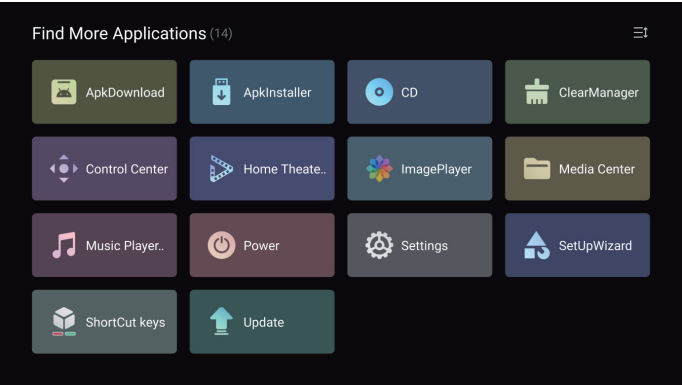 Find More Applications (14)
ApkDownload
ApkInstaller
CD
ClearManager
Control Center
Home Theate..
ImagePlayer
Media Center
Music Player..
Power
Settings
SetUpWizard
ShortCut keys
Update